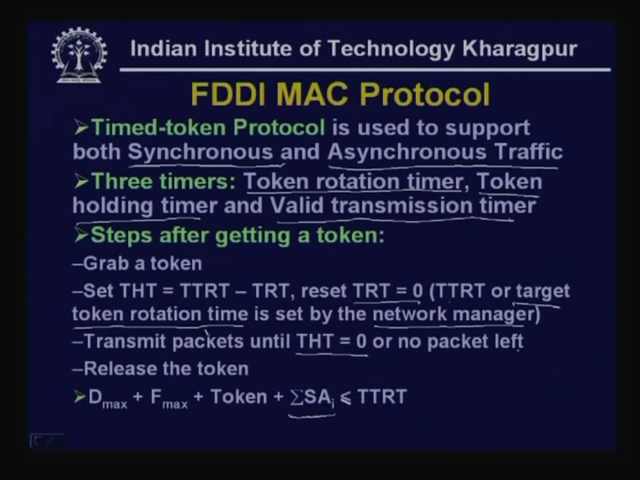 Indian Institute of Technology Kharagpur
FDDI MAC Protocol
➢Timed-token Protocol is used to support
both Synchronous and Asynchronous Traffic
➢Three timers: Token rotation timer, Token
holding timer and Valid transmission timer
➢Steps after getting a token:
–Grab a token
–Set THT = TTRT – TRT, reset TRT = 0 (TTRT or target
token rotation time is set by the network manager)
–Transmit packets until THT = 0 or no packet left
–Release the token
➢Dmax + Fmax + Token + ∑SAi ⩽ TTRT